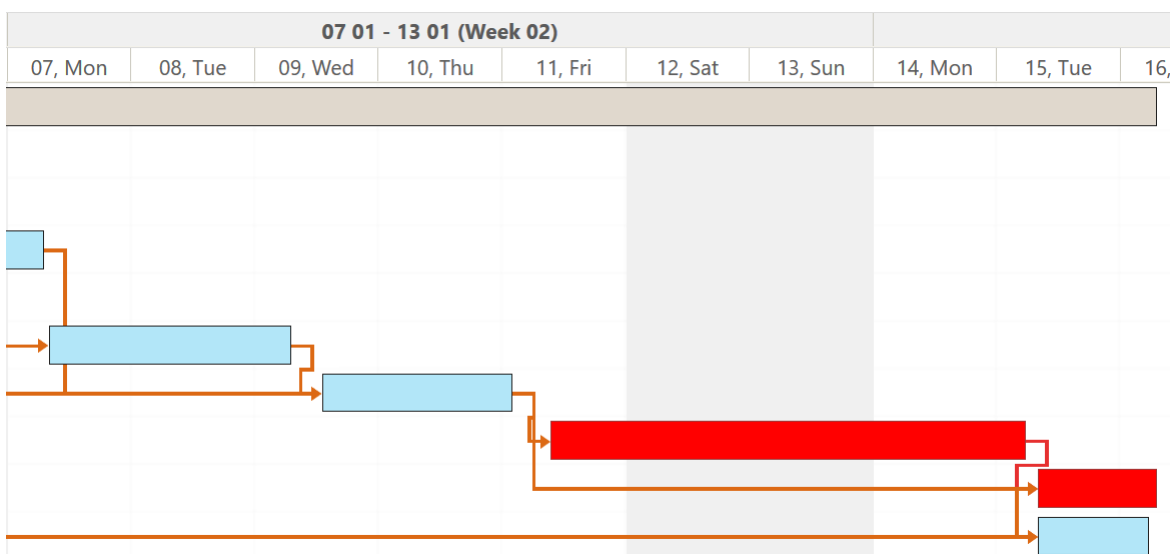 07 01 - 13 01 (Week 02)
07, Mon 08, Tue 09, Wed 10, Thu 11, Fri 12, Sat 13, Sun 14, Mon 15, Tue 16,